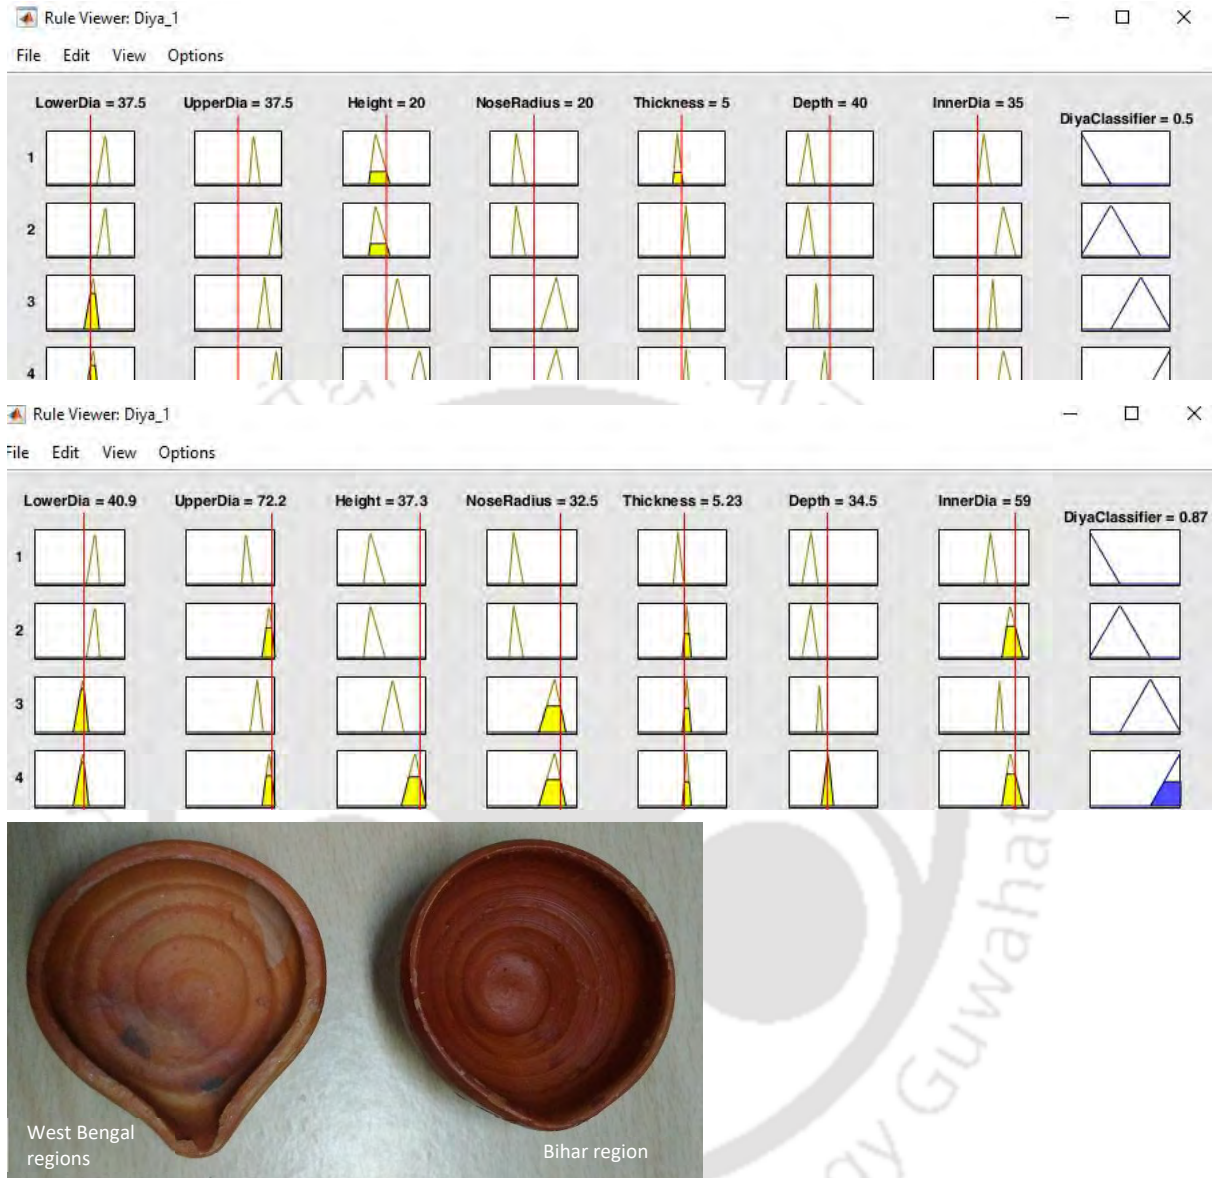 Rule Viewer: Diya_1
File Edit View Options
LowerDia = 37.5 UpperDia = 37.5 Height = 20 NoseRadius = 20 Thickness = 5 Depth = 40 InnerDia = 35
DiyaClassifier = 0.5
1
2
3
4
Rule Viewer: Diya_1
File Edit View Options
LowerDia = 40.9 UpperDia = 72.2 Height = 37.3 NoseRadius = 32.5 Thickness = 5.23 Depth = 34.5 InnerDia = 59
DiyaClassifier = 0.87
1
2
3
4
West Bengal
regions
Bihar region